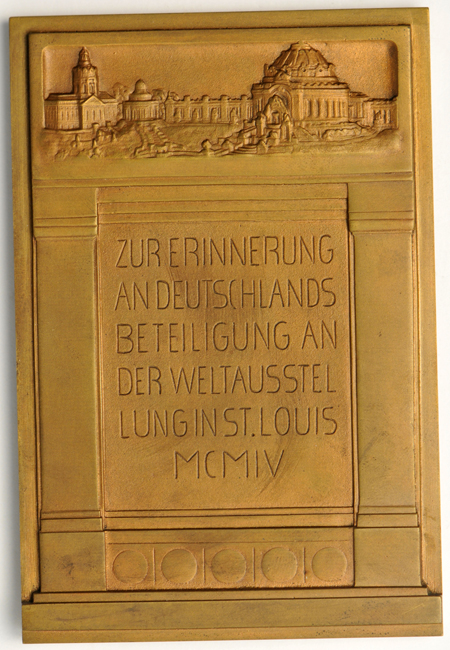 ZUR ERINNERUNG
AN DEUTSCHLANDS
BETEILIGUNG AN
DER WELTAUSSTEL
LUNG IN ST. LOUIS
MCMIV